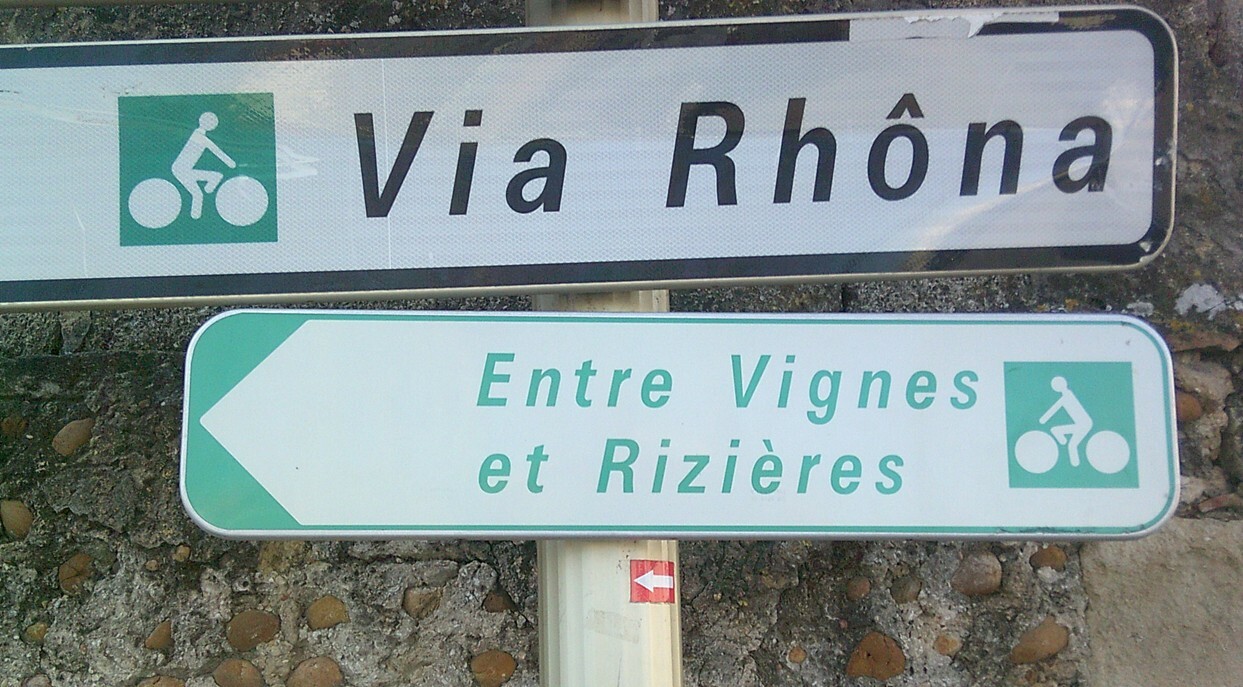 Via Rhôna
Entre Vignes
et Rizières